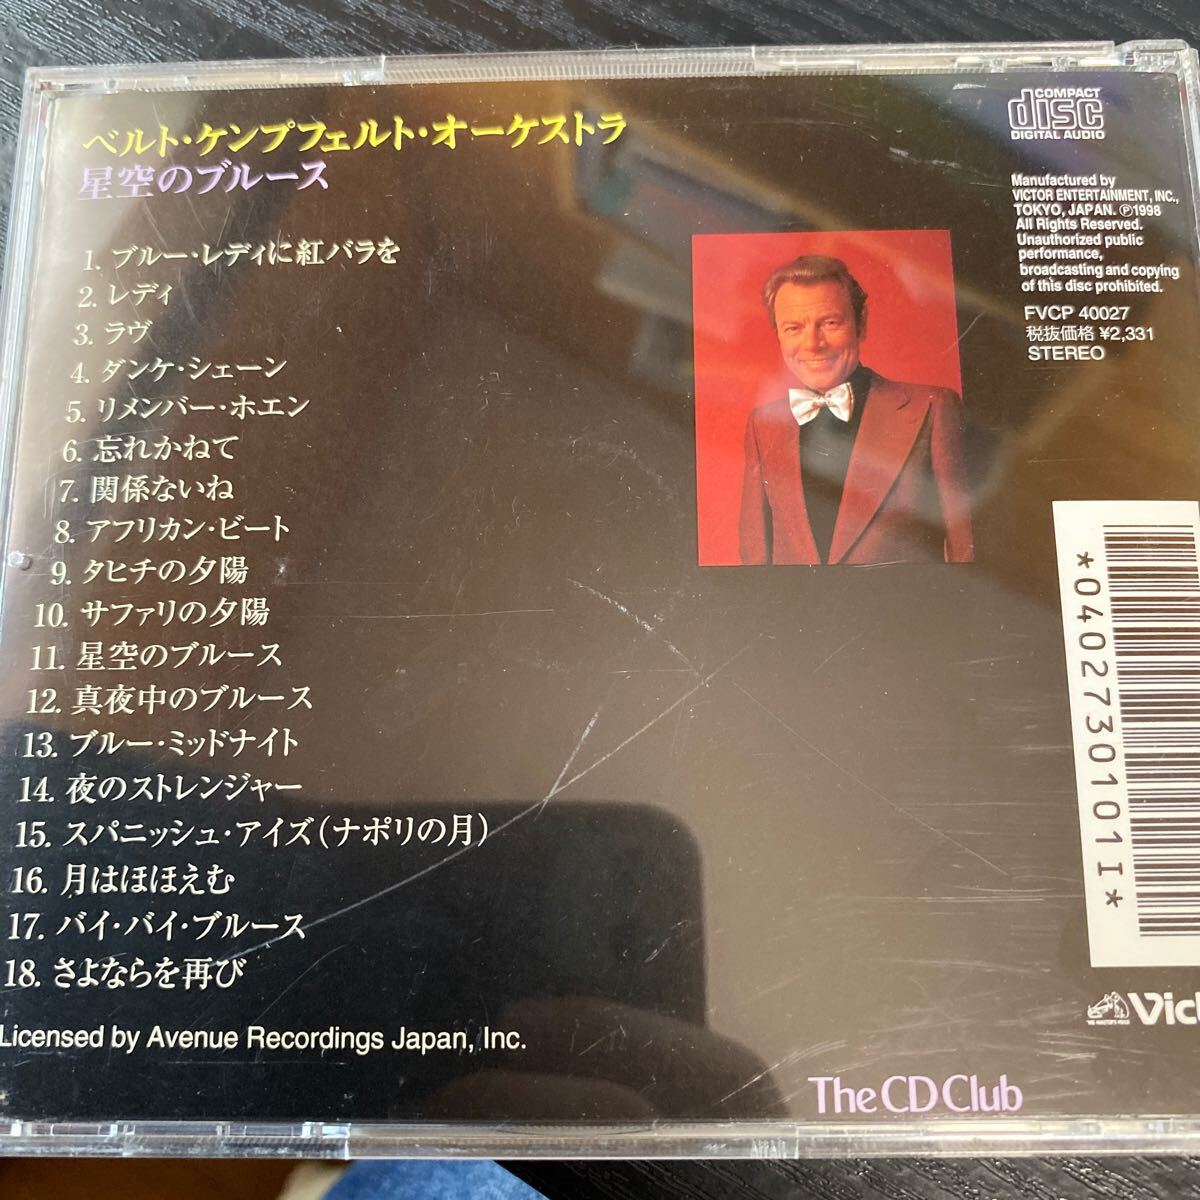 ベルト・ケンプフェルト・オーケストラ
星空のブルース
1. ブルー・レディに紅バラを
2. レディ
3. ラヴ
4. ダンケ・シェーン
5. リメンバー・ホエン
6. 忘れかねて
7. 関係ないね
8. アフリカン・ビート
9. タヒチの夕陽
10. サファリの夕陽
11. 星空のブルース
12. 真夜中のブルース
13. ブルー・ミッドナイト
14. 夜のストレンジャー
15. スパニッシュ・アイズ(ナポリの月)
16. 月はほほえむ
17. バイ・バイ・ブルース
18. さよならを再び
Licensed by Avenue Recordings Japan, Inc.
COMPACT
disc
DIGITAL AUDIO
Manufactured by
VICTOR ENTERTAINMENT, INC.,
TOKYO, JAPAN. Ⓟ1998
All Rights Reserved.
Unauthorized public
performance,
broadcasting and copying
of this disc prohibited.
FVCP 40027
税抜価格 ¥2,331
STEREO
*04027301011*
"HIS MASTER'S VOICE"
Vict
The CD Club